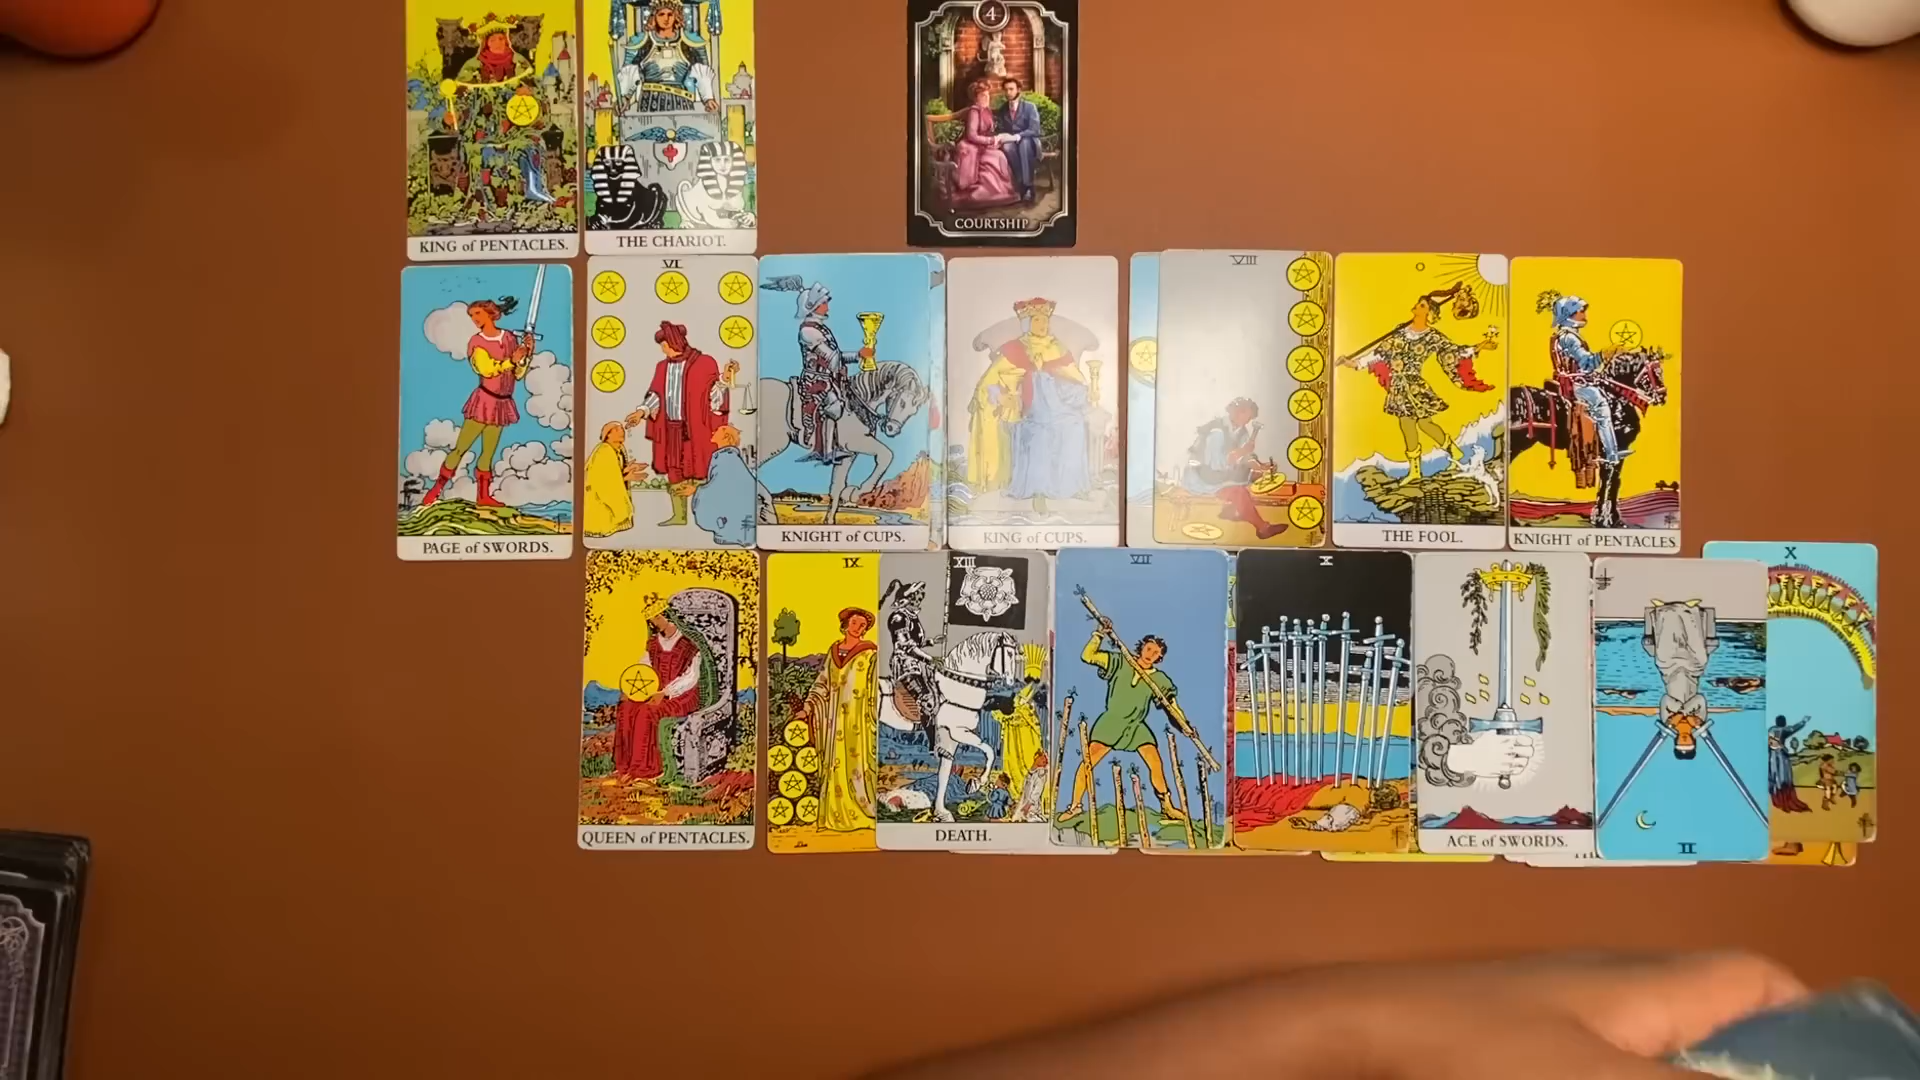 4
KING of PENTACLES.
THE CHARIOT.
COURTSHIP
VI
VIII
PAGE of SWORDS.
KNIGHT of CUPS.
KING of CUPS.
THE FOOL.
KNIGHT of PENTACLES
IX
XIII
VII
X
X
QUEEN of PENTACLES.
DEATH.
ACE of SWORDS.
II